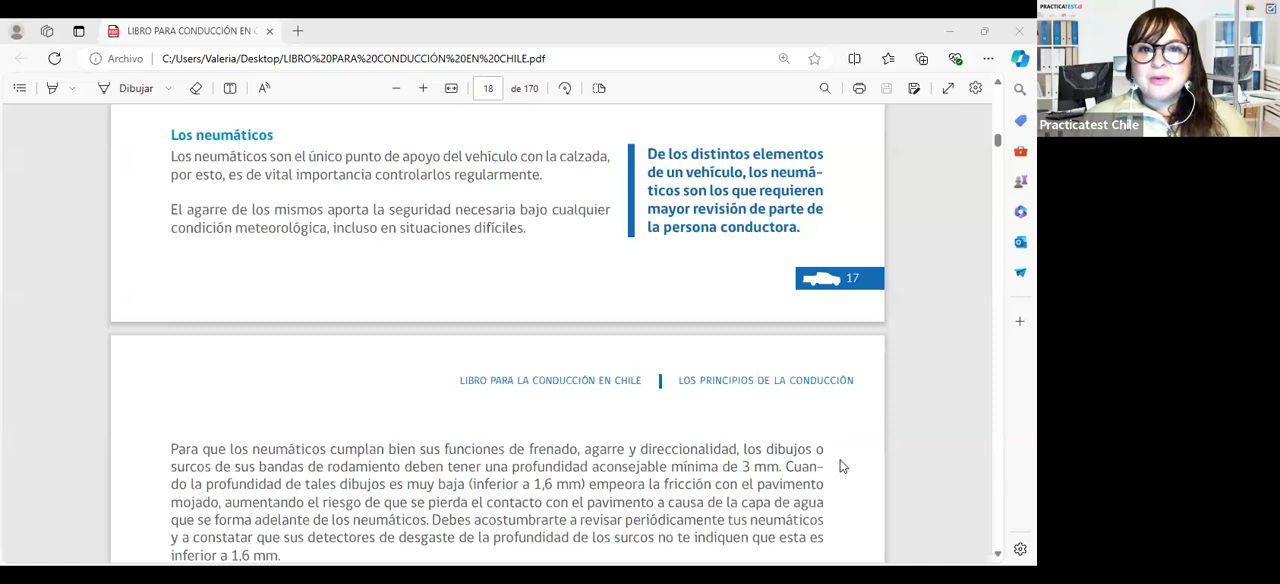 LIBRO PARA CONDUCCIÓN EN C
Archivo
C:/Users/Valeria/Desktop/LIBRO%20PARA%20CONDUCCIÓN%20EN%20CHILE.pdf
Dibujar
18 de 170
PRACTICATEST.cl
Practicatest Chile
Los neumáticos
Los neumáticos son el único punto de apoyo del vehículo con la calzada,
por esto, es de vital importancia controlarlos regularmente.
El agarre de los mismos aporta la seguridad necesaria bajo cualquier
condición meteorológica, incluso en situaciones difíciles.
De los distintos elementos
de un vehículo, los neumá-
ticos son los que requieren
mayor revisión de parte de
la persona conductora.
17
LIBRO PARA LA CONDUCCIÓN EN CHILE
LOS PRINCIPIOS DE LA CONDUCCIÓN
Para que los neumáticos cumplan bien sus funciones de frenado, agarre y direccionalidad, los dibujos o
surcos de sus bandas de rodamiento deben tener una profundidad aconsejable mínima de 3 mm. Cuan-
do la profundidad de tales dibujos es muy baja (inferior a 1,6 mm) empeora la fricción con el pavimento
mojado, aumentando el riesgo de que se pierda el contacto con el pavimento a causa de la capa de agua
que se forma adelante de los neumáticos. Debes acostumbrarte a revisar periódicamente tus neumáticos
y a constatar que sus detectores de desgaste de la profundidad de los surcos no te indiquen que esta es
inferior a 1,6 mm.